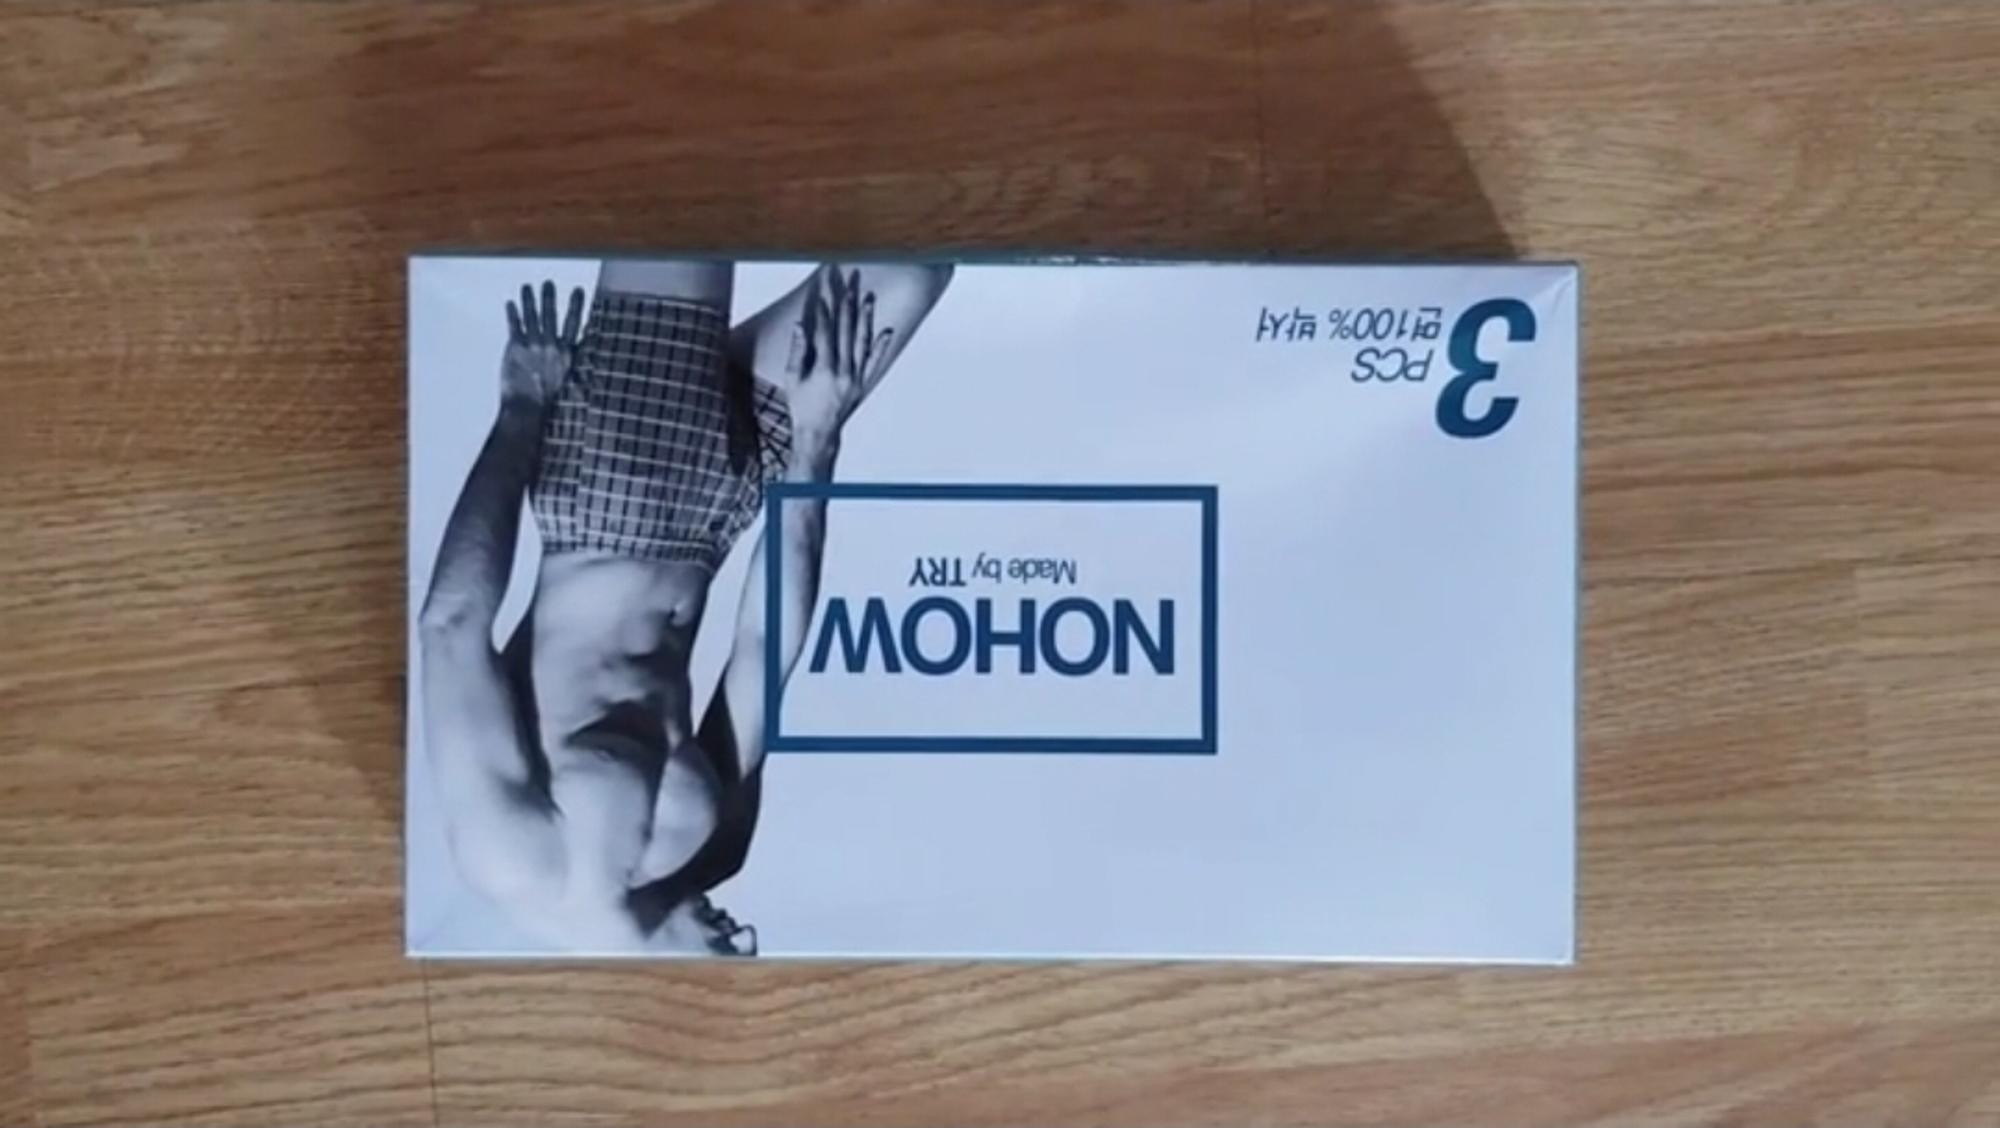 NOHOW
Made by TRY
3
PCS
면100% 박서